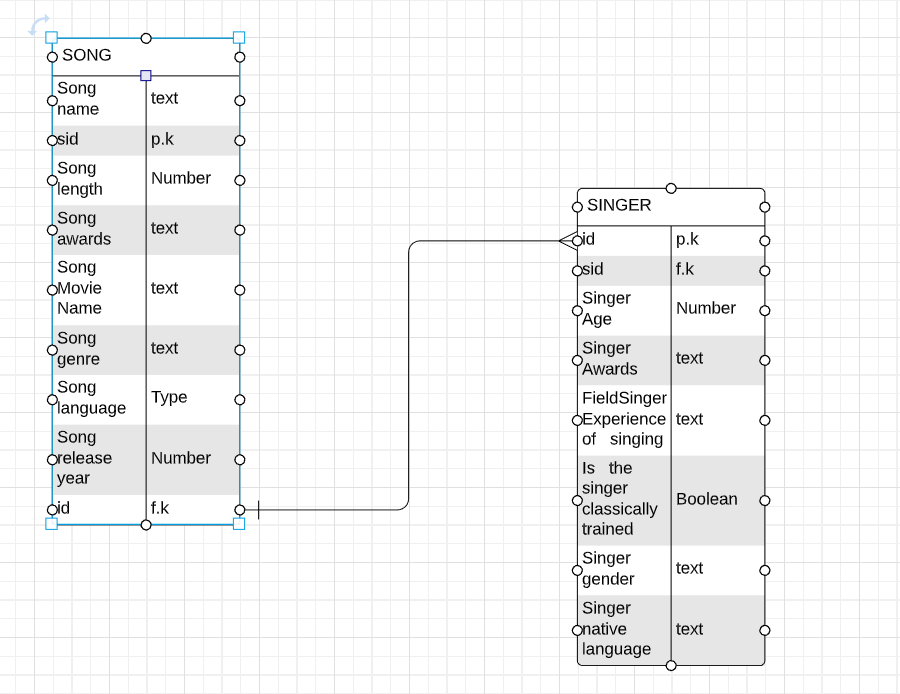 SONG
Song
name
text
sid
p.k
Song
length
Number
Song
awards
text
Song
Movie
Name
text
Song
genre
text
Song
language
Type
Song
release
year
Number
id
f.k
SINGER
id
p.k
sid
f.k
Singer
Age
Number
Singer
Awards
text
FieldSinger
Experience
of singing
text
Is the
singer
classically
trained
Boolean
Singer
gender
text
Singer
native
language
text